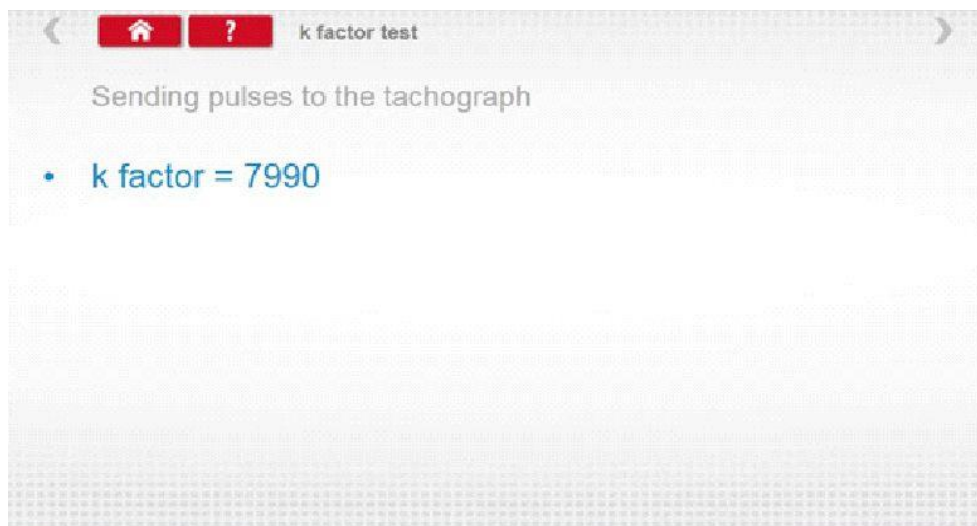 ? k factor test
Sending pulses to the tachograph
• k factor = 7990